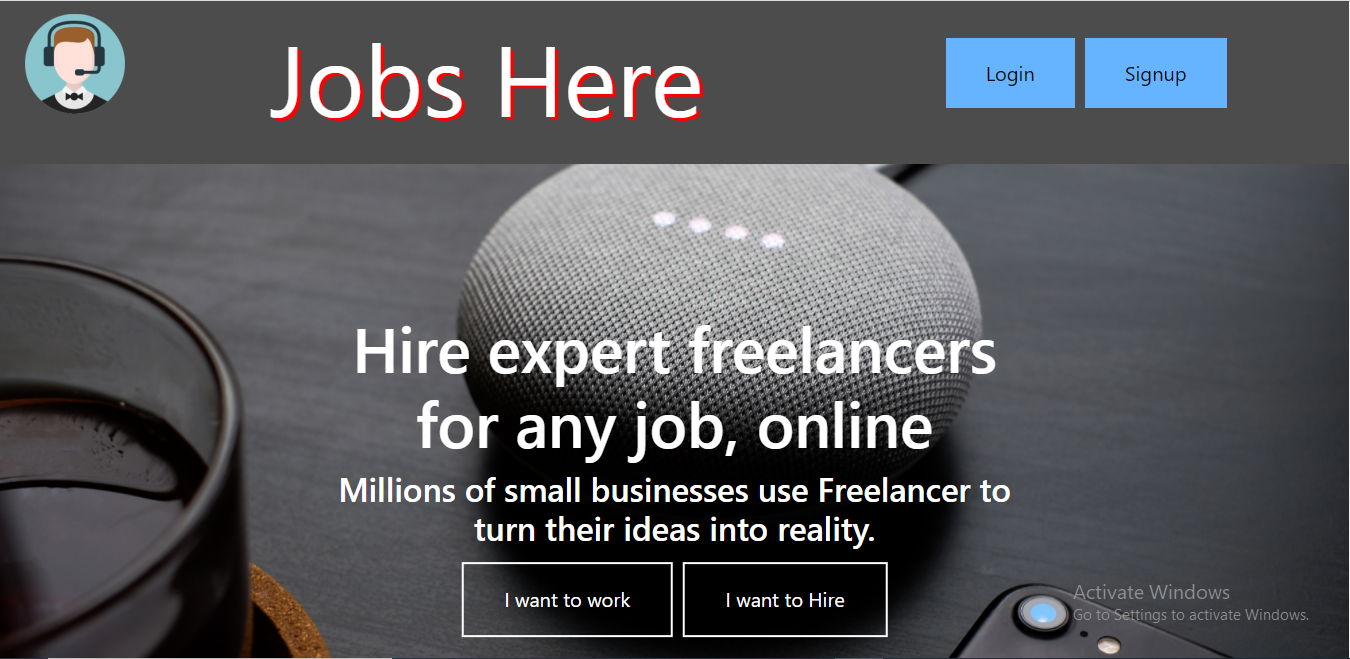 Jobs Here
Login
Signup
Hire expert freelancers
for any job, online
Millions of small businesses use Freelancer to
turn their ideas into reality.
I want to work
I want to Hire
Activate Windows
Go to Settings to activate Windows.